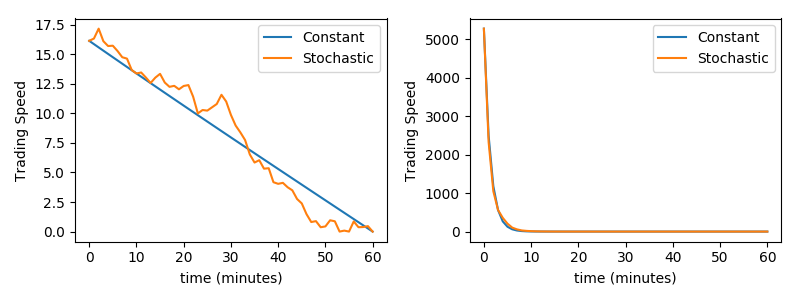 17.5
15.0
12.5
10.0
7.5
5.0
2.5
0.0
Trading Speed
Constant
Stochastic
0 10 20 30 40 50 60
time (minutes)
5000
4000
3000
2000
1000
0
Trading Speed
Constant
Stochastic
0 10 20 30 40 50 60
time (minutes)